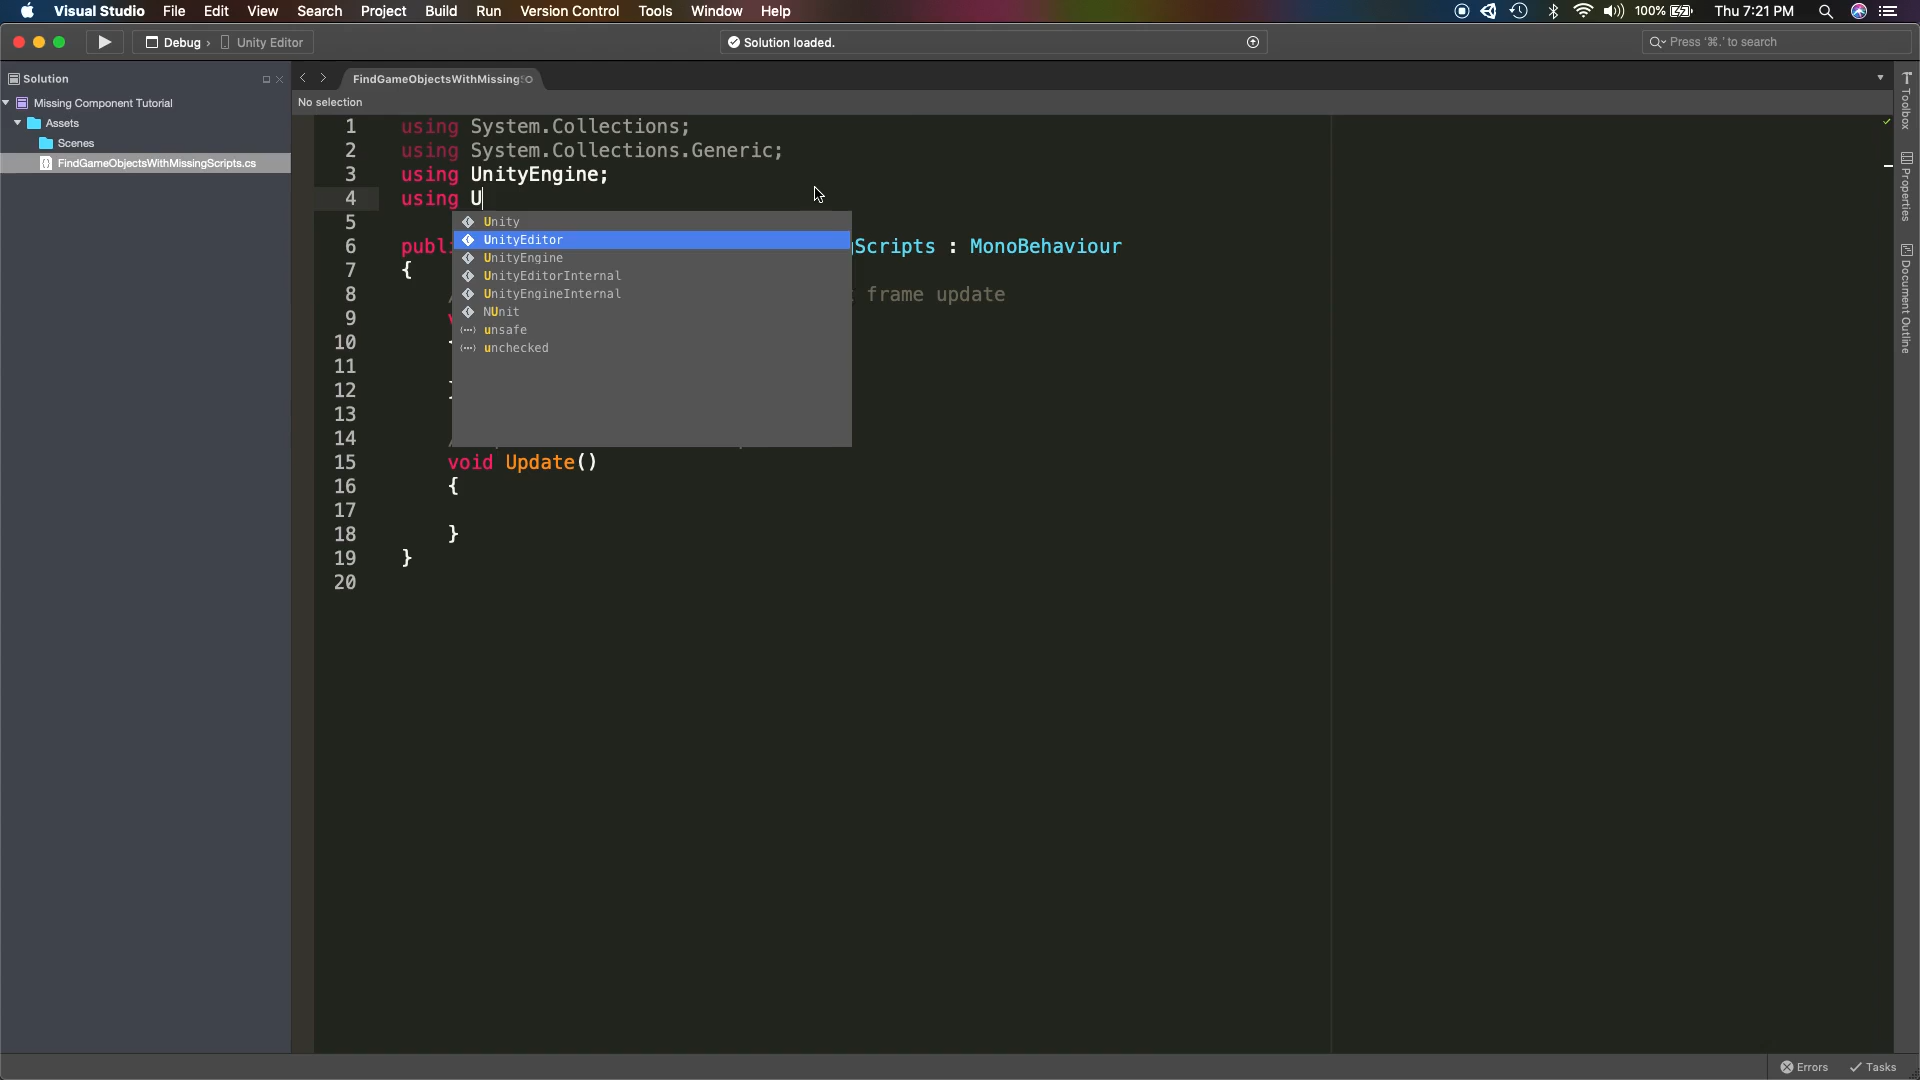 Visual Studio File Edit View Search Project Build Run Version Control Tools Window Help 100% Thu 7:21 PM
Debug › Unity Editor Solution loaded. Press '⌘.' to search
Solution
FindGameObjectsWithMissing
Missing Component Tutorial
No selection
Assets
Scenes
FindGameObjectsWithMissingScripts.cs
1 using System.Collections;
2 using System.Collections.Generic;
3 using UnityEngine;
4 using U
5
Unity
UnityEditor
6 publ Scripts : MonoBehaviour
UnityEngine
7 {
UnityEditorInternal
8 frame update
UnityEngineInternal
9
NUnit
unsafe
10
unchecked
11
12
13
14
15 void Update()
16 {
17
18 }
19 }
20
Toolbox
Properties
Document Outline
Errors Tasks